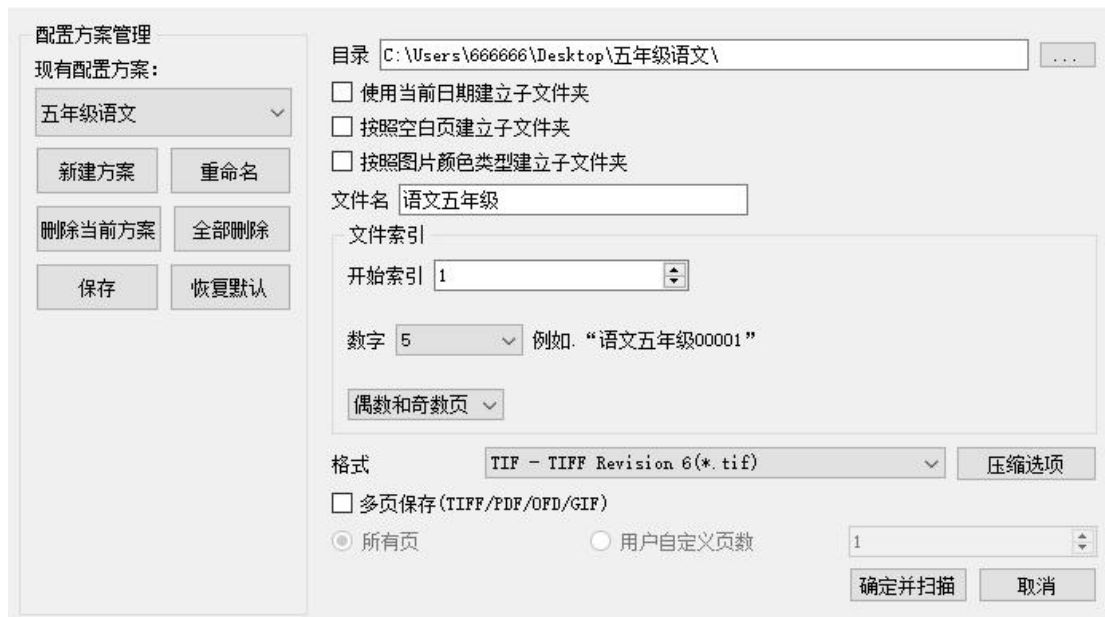 配置方案管理
现有配置方案：
五年级语文
新建方案 重命名
删除当前方案 全部删除
保存 恢复默认
目录 C:\Users\666666\Desktop\五年级语文\ ...
使用当前日期建立子文件夹
按照空白页建立子文件夹
按照图片颜色类型建立子文件夹
文件名 语文五年级
文件索引
开始索引 1
数字 5 例如.“语文五年级00001”
偶数和奇数页
格式 TIF - TIFF Revision 6(*.tif) 压缩选项
多页保存(TIFF/PDF/OFD/GIF)
所有页 用户自定义页数 1
确定并扫描 取消